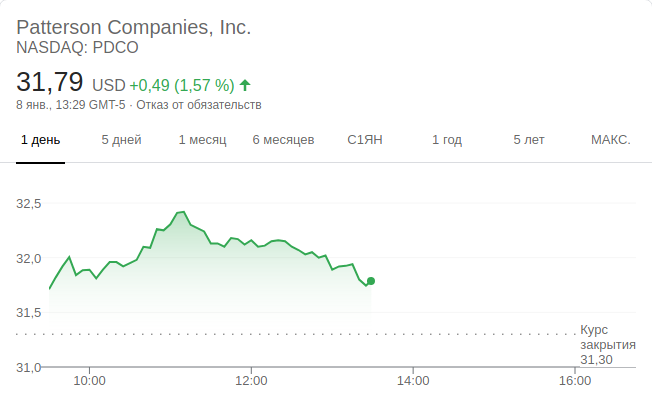 Patterson Companies, Inc.
NASDAQ: PDCO
31,79 USD +0,49 (1,57 %)
8 янв., 13:29 GMT-5 · Отказ от обязательств
1 день 5 дней 1 месяц 6 месяцев С1ЯН 1 год 5 лет МАКС.
32,5
32,0
31,5
Курс
закрытия
31,30
31,0
10:00 12:00 14:00 16:00